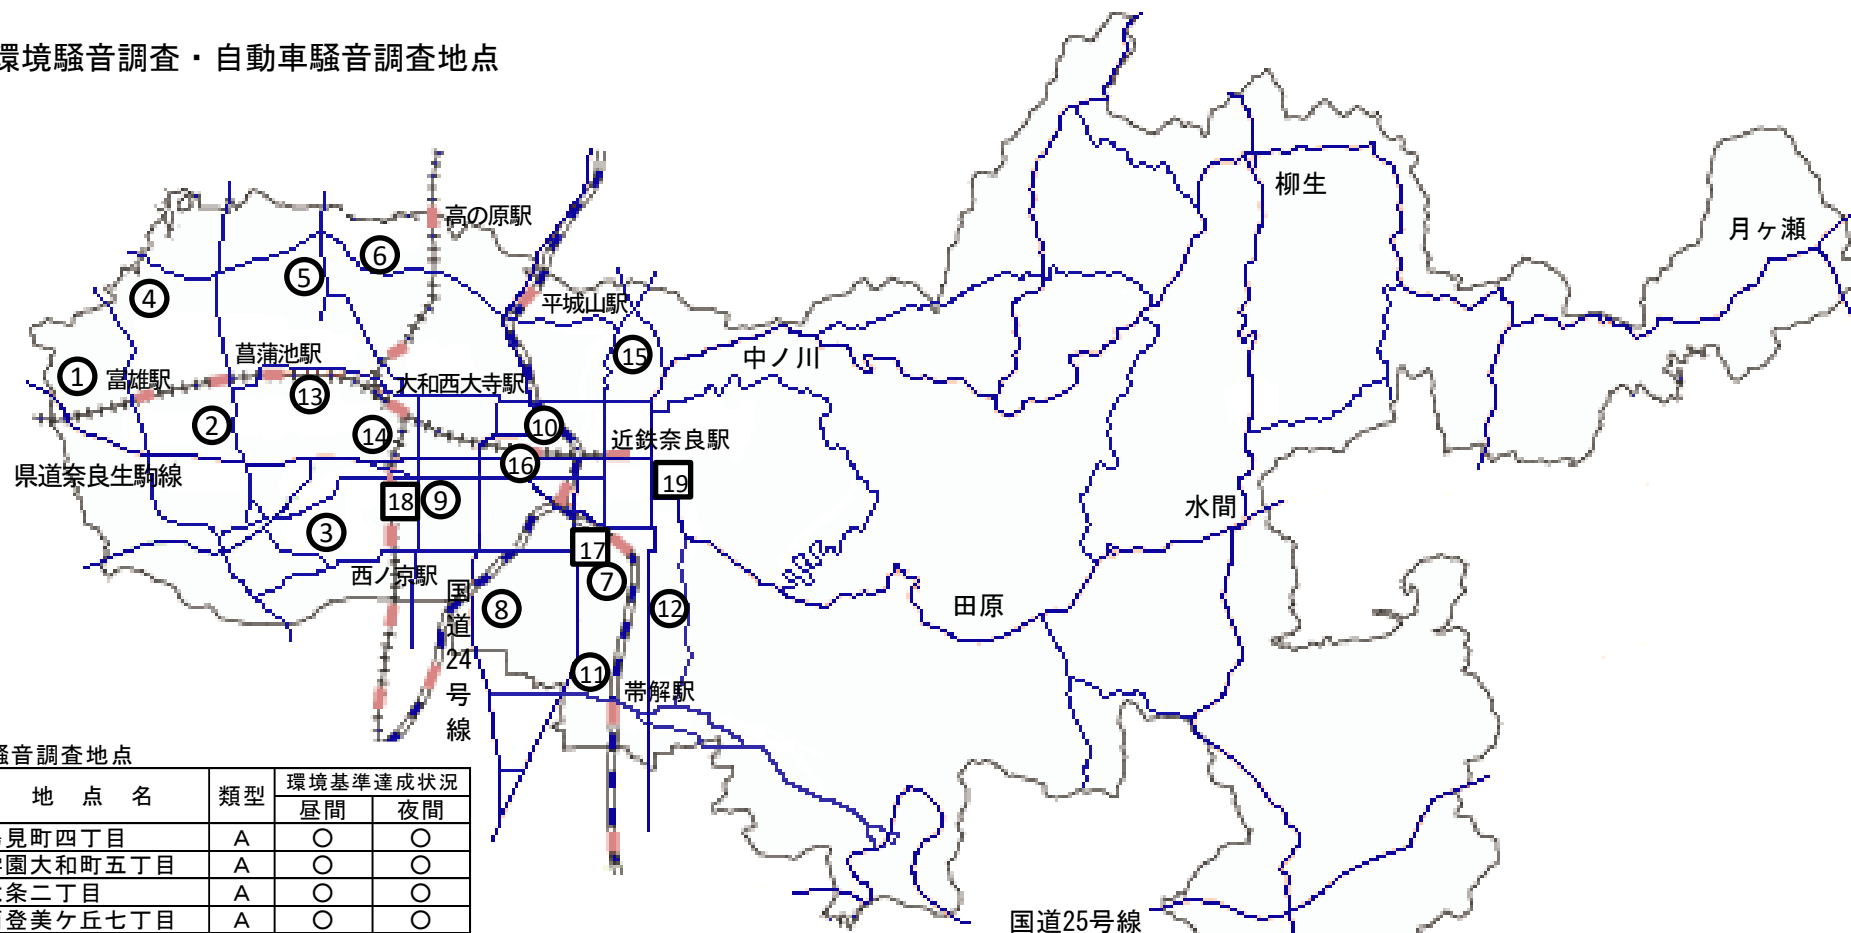 環境騒音調査・自動車騒音調査地点
高の原駅
柳生
月ヶ瀬
⑥
⑤
④
平城山駅
⑮
中ノ川
菖蒲池駅
①
富雄駅
大和西大寺駅
⑬
②
⑭
⑩
近鉄奈良駅
⑯
県道奈良生駒線
19
18
⑨
水間
③
17
西ノ京駅
⑦
国道24号線
⑧
⑫
田原
⑪
帯解駅
騒音調査地点
地 点 名 類型 環境基準達成状況
昼間 夜間
見町四丁目 A ○ ○
園大和町五丁目 A ○ ○
条二丁目 A ○ ○
登美ケ丘七丁目 A ○ ○
国道25号線